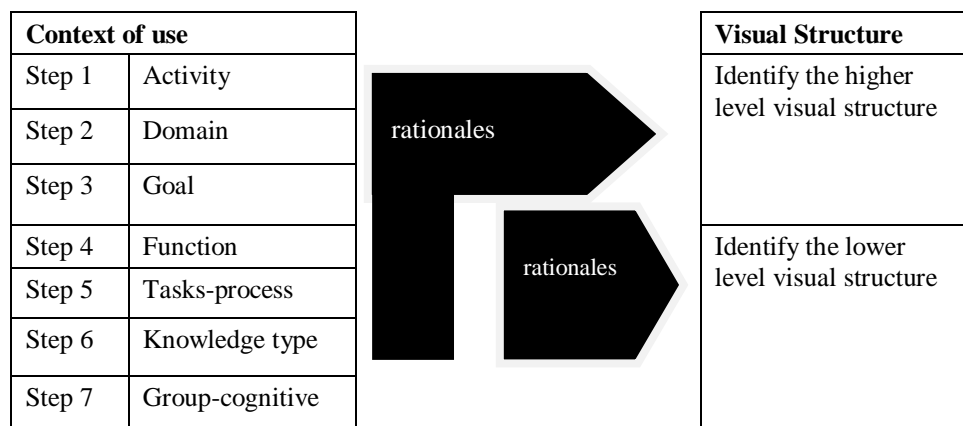 Context of use
Visual Structure
Step 1 Activity
Identify the higher
level visual structure
Step 2 Domain
rationales
Step 3 Goal
Step 4 Function
Identify the lower
level visual structure
rationales
Step 5 Tasks-process
Step 6 Knowledge type
Step 7 Group-cognitive